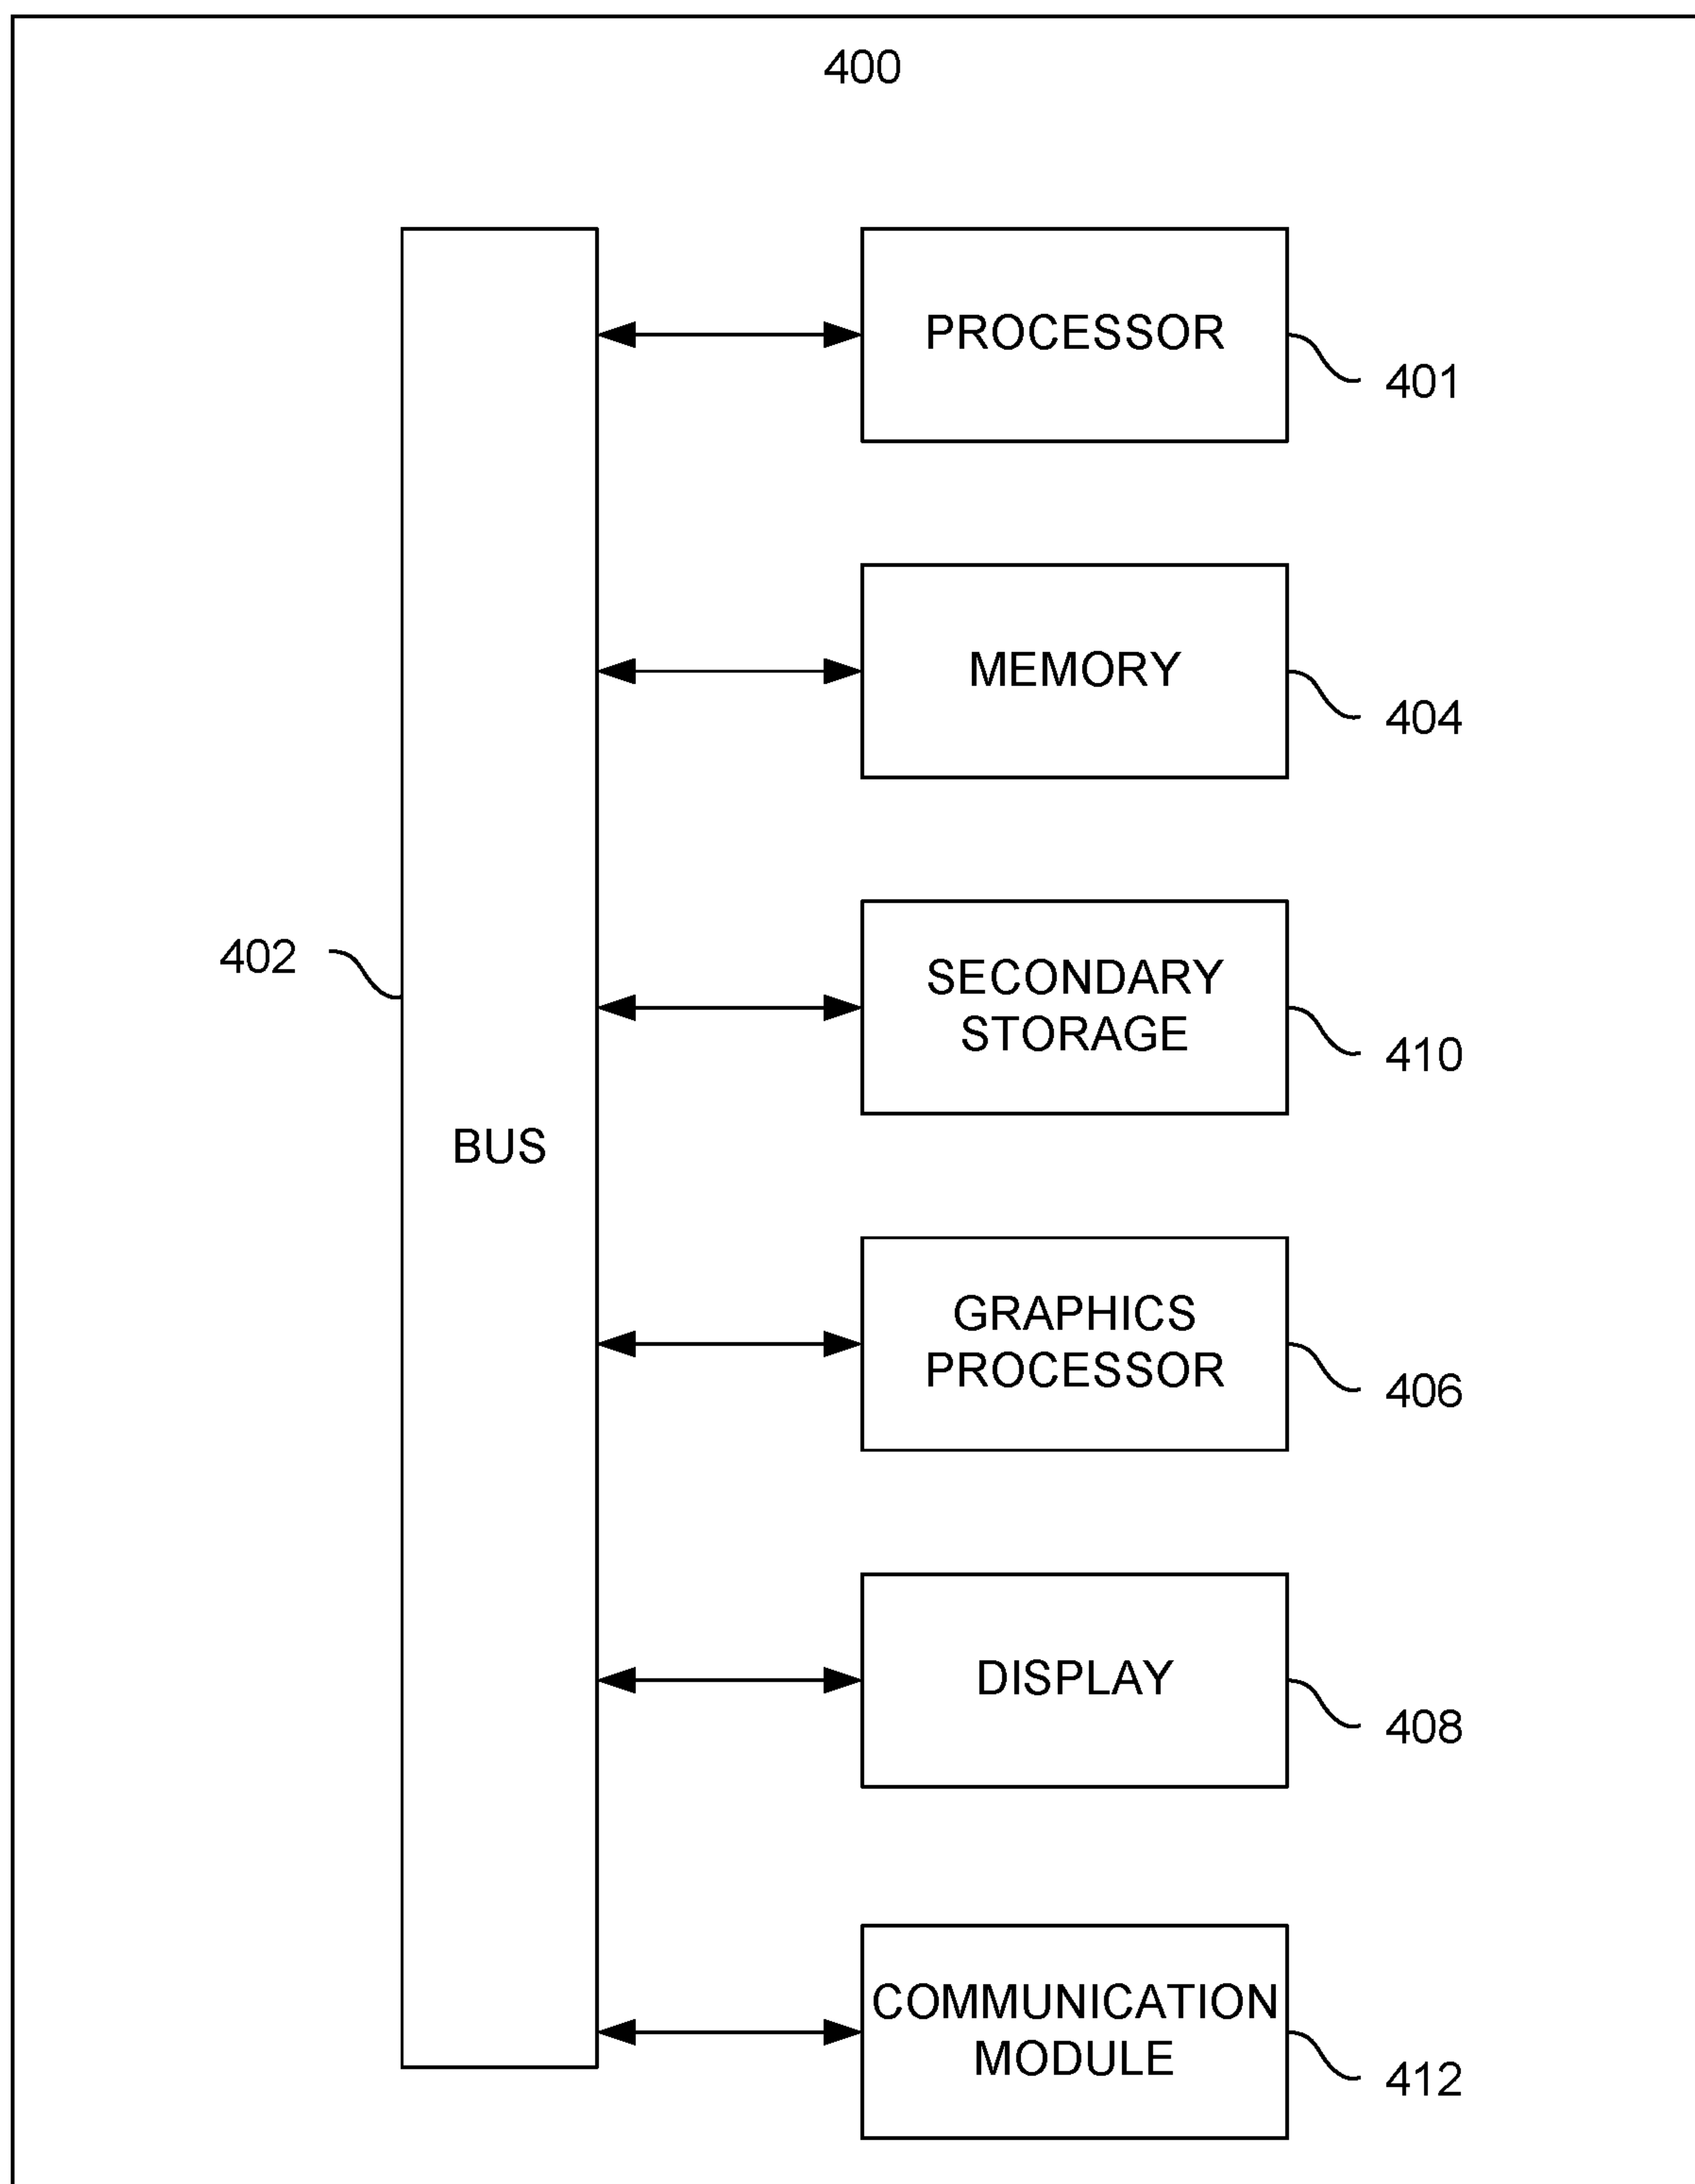 400
PROCESSOR
401
MEMORY
404
402
SECONDARY
STORAGE
410
BUS
GRAPHICS
PROCESSOR
406
DISPLAY
408
COMMUNICATION
MODULE
412